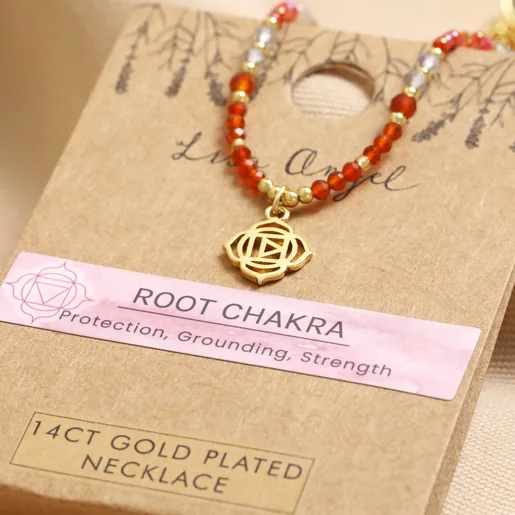 Lisa Angel
ROOT CHAKRA
Protection, Grounding, Strength
14CT GOLD PLATED
NECKLACE